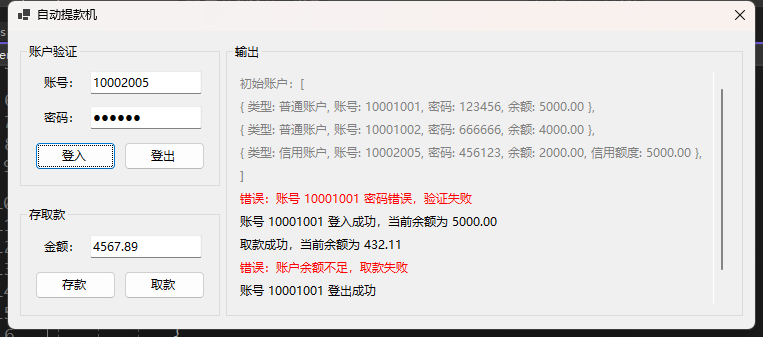 自动提款机
账户验证
账号： 10002005
密码： ●●●●●●
登入 登出
存取款
金额： 4567.89
存款 取款
输出
初始账户：[
{ 类型: 普通账户, 账号: 10001001, 密码: 123456, 余额: 5000.00 },
{ 类型: 普通账户, 账号: 10001002, 密码: 666666, 余额: 4000.00 },
{ 类型: 信用账户, 账号: 10002005, 密码: 456123, 余额: 2000.00, 信用额度: 5000.00 },
]
错误：账号 10001001 密码错误，验证失败
账号 10001001 登入成功，当前余额为 5000.00
取款成功，当前余额为 432.11
错误：账户余额不足，取款失败
账号 10001001 登出成功